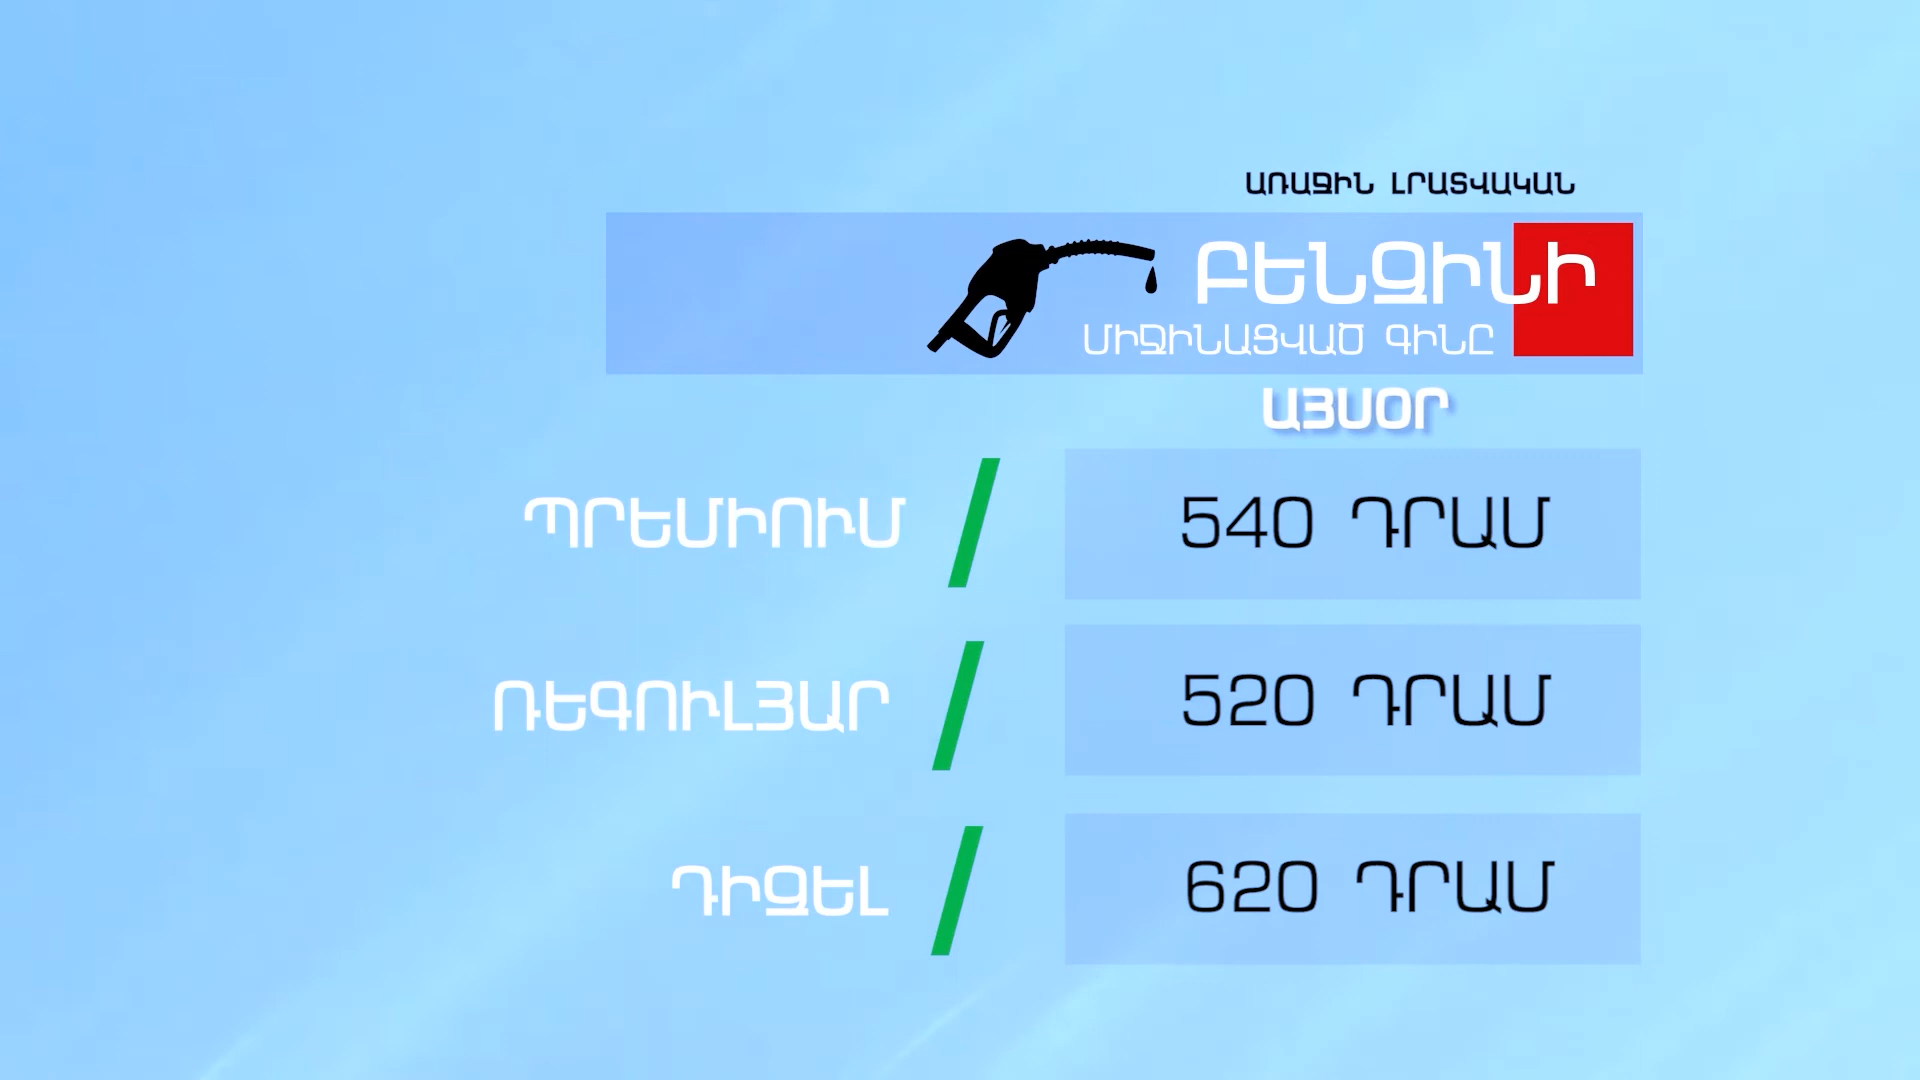 ԱՌԱՋԻՆ ԼՐԱՏՎԱԿԱՆ
ԲԵՆԶԻՆԻ
ՄԻՋԻՆԱՑՎԱԾ ԳԻՆԸ
ԱՅՍՕՐ
ՊՐԵՄԻՈՒՄ / 540 ԴՐԱՄ
ՌԵԳՈՒԼՅԱՐ / 520 ԴՐԱՄ
ԴԻԶԵԼ / 620 ԴՐԱՄ